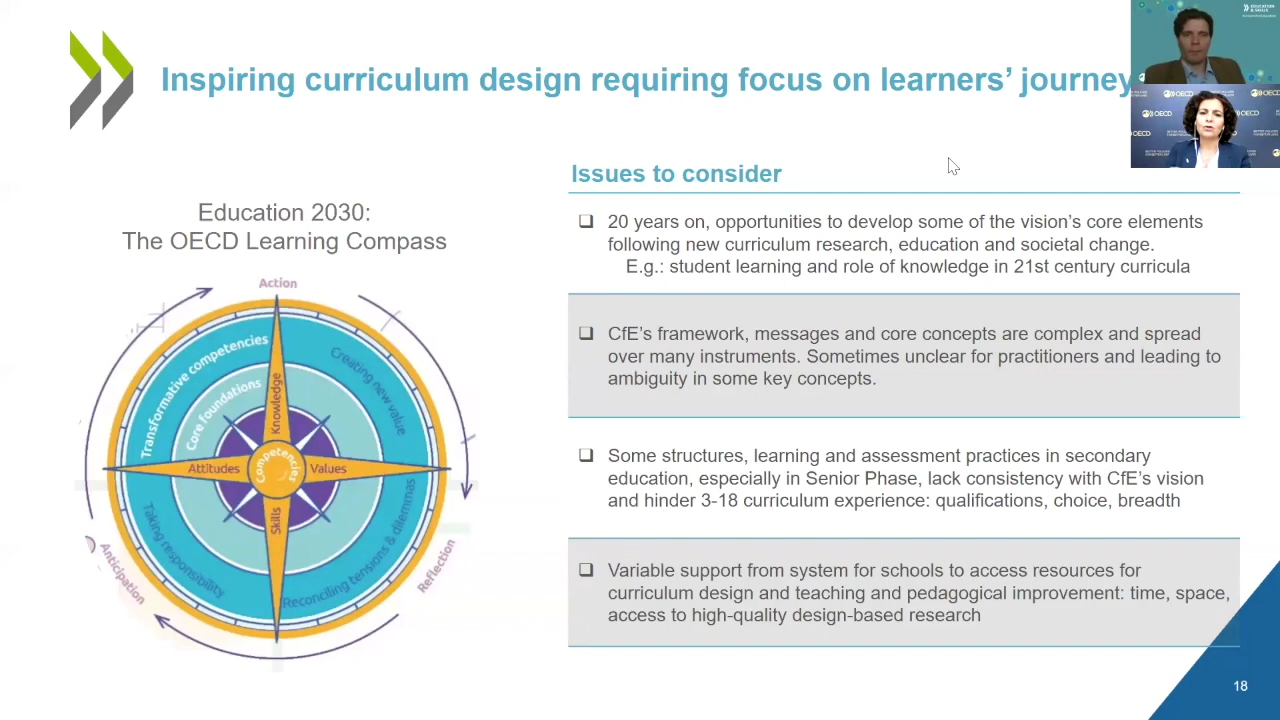 Inspiring curriculum design requiring focus on learners' journey
EDUCATION
& SKILLS
OECD
OECD
OECD
Issues to consider
Education 2030:
The OECD Learning Compass
Action
Transformative competencies
Creating new value
Core foundations
Knowledge
Attitudes
Competencies
Values
Skills
Taking responsibility
Reconciling tensions & dilemmas
Anticipation
Reflection
❑ 20 years on, opportunities to develop some of the vision's core elements
following new curriculum research, education and societal change.
E.g.: student learning and role of knowledge in 21st century curricula
❑ CfE's framework, messages and core concepts are complex and spread
over many instruments. Sometimes unclear for practitioners and leading to
ambiguity in some key concepts.
❑ Some structures, learning and assessment practices in secondary
education, especially in Senior Phase, lack consistency with CfE's vision
and hinder 3-18 curriculum experience: qualifications, choice, breadth
❑ Variable support from system for schools to access resources for
curriculum design and teaching and pedagogical improvement: time, space,
access to high-quality design-based research
18